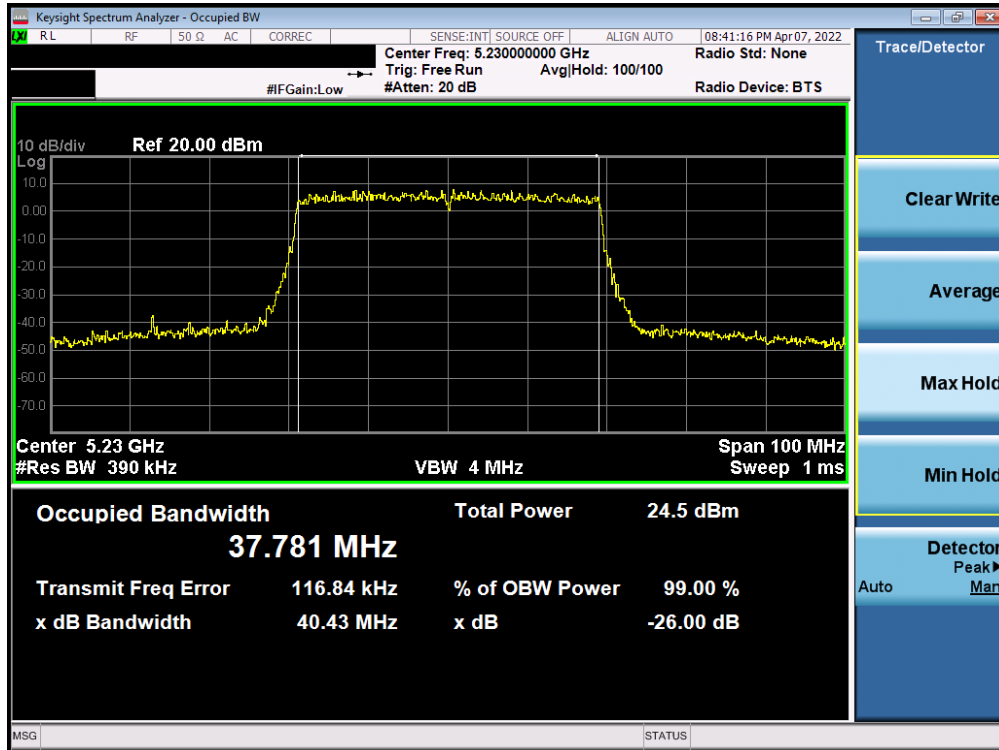 Keysight Spectrum Analyzer - Occupied BW
LXI RL RF 50 Ω AC CORREC SENSE:INT SOURCE OFF ALIGN AUTO 08:41:16 PM Apr 07, 2022
Center Freq: 5.230000000 GHz Radio Std: None
Trig: Free Run Avg|Hold: 100/100
#IFGain:Low #Atten: 20 dB Radio Device: BTS
10 dB/div Ref 20.00 dBm
Log
10.0
0.00
-10.0
-20.0
-30.0
-40.0
-50.0
-60.0
-70.0
Center 5.23 GHz Span 100 MHz
#Res BW 390 kHz VBW 4 MHz Sweep 1 ms
Occupied Bandwidth Total Power 24.5 dBm
37.781 MHz
Transmit Freq Error 116.84 kHz % of OBW Power 99.00 %
x dB Bandwidth 40.43 MHz x dB -26.00 dB
MSG STATUS
Trace/Detector
Clear Write
Average
Max Hold
Min Hold
Detector
Peak▶
Auto Man